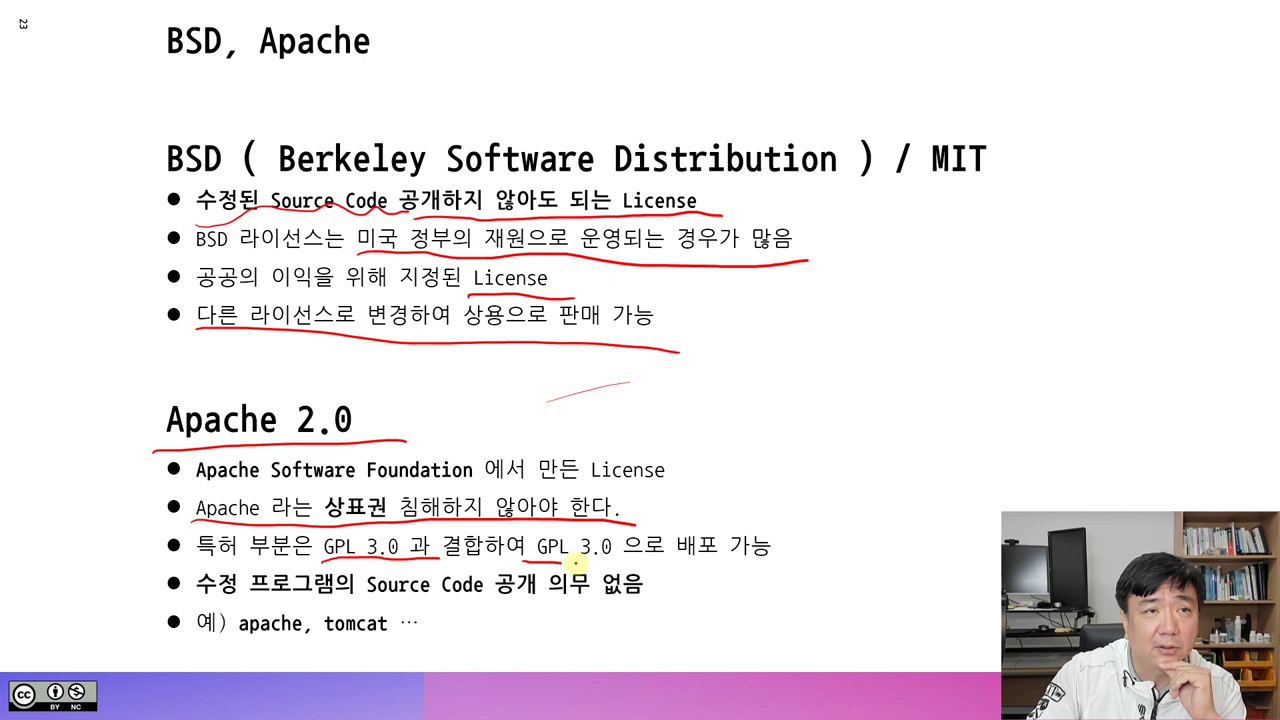 23
BSD, Apache
BSD ( Berkeley Software Distribution ) / MIT
● 수정된 Source Code 공개하지 않아도 되는 License
● BSD 라이선스는 미국 정부의 재원으로 운영되는 경우가 많음
● 공공의 이익을 위해 지정된 License
● 다른 라이선스로 변경하여 상용으로 판매 가능
Apache 2.0
● Apache Software Foundation 에서 만든 License
● Apache 라는 상표권 침해하지 않아야 한다.
● 특허 부분은 GPL 3.0 과 결합하여 GPL 3.0 으로 배포 가능
● 수정 프로그램의 Source Code 공개 의무 없음
● 예) apache, tomcat ⋯
cc
BY NC